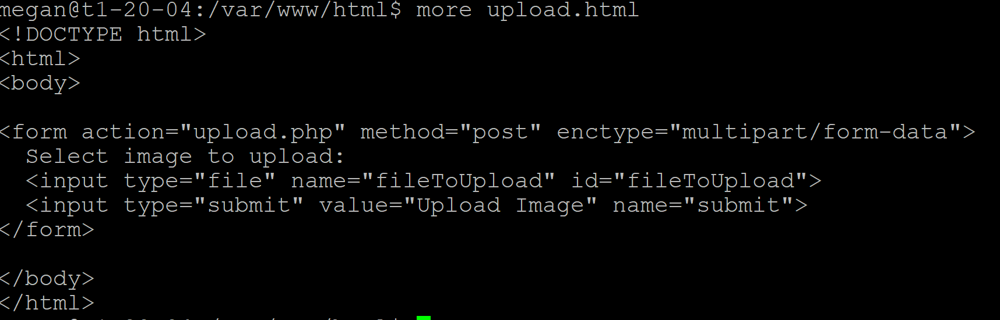 megan@t1-20-04:/var/www/html$ more upload.html
<!DOCTYPE html>
<html>
<body>
<form action="upload.php" method="post" enctype="multipart/form-data">
Select image to upload:
<input type="file" name="fileToUpload" id="fileToUpload">
<input type="submit" value="Upload Image" name="submit">
</form>
</body>
</html>